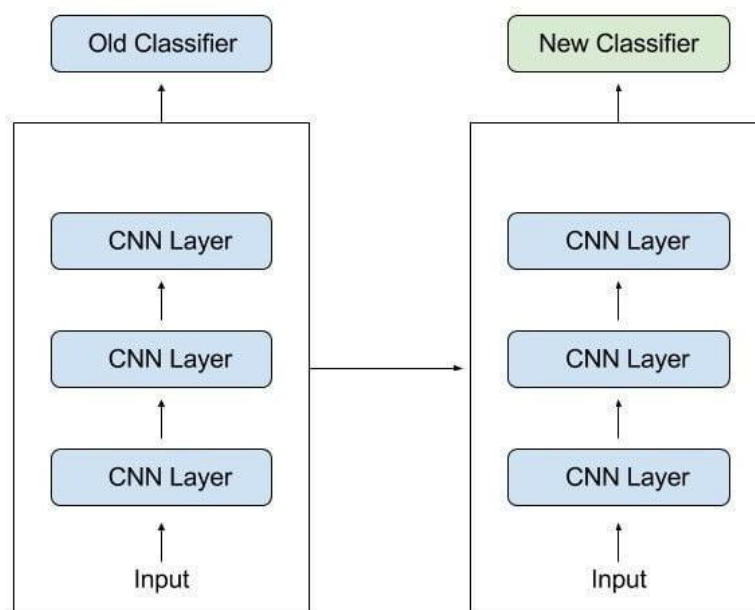 Old Classifier
CNN Layer
CNN Layer
CNN Layer
Input
New Classifier
CNN Layer
CNN Layer
CNN Layer
Input